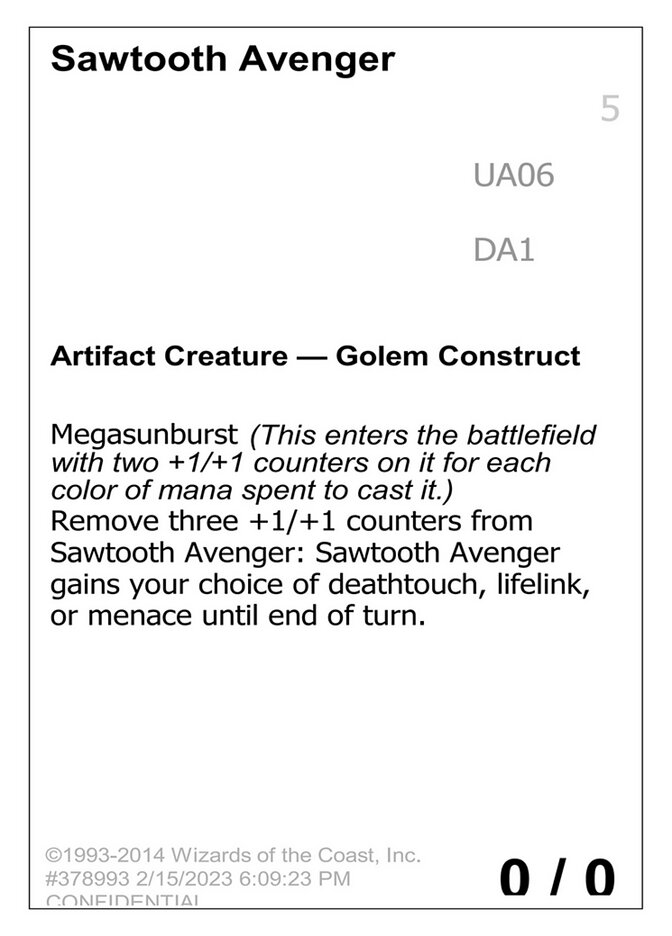 Sawtooth Avenger
5
UA06
DA1
Artifact Creature — Golem Construct
Megasunburst (This enters the battlefield
with two +1/+1 counters on it for each
color of mana spent to cast it.)
Remove three +1/+1 counters from
Sawtooth Avenger: Sawtooth Avenger
gains your choice of deathtouch, lifelink,
or menace until end of turn.
©1993-2014 Wizards of the Coast, Inc.
#378993 2/15/2023 6:09:23 PM
CONFIDENTIAL
0 / 0